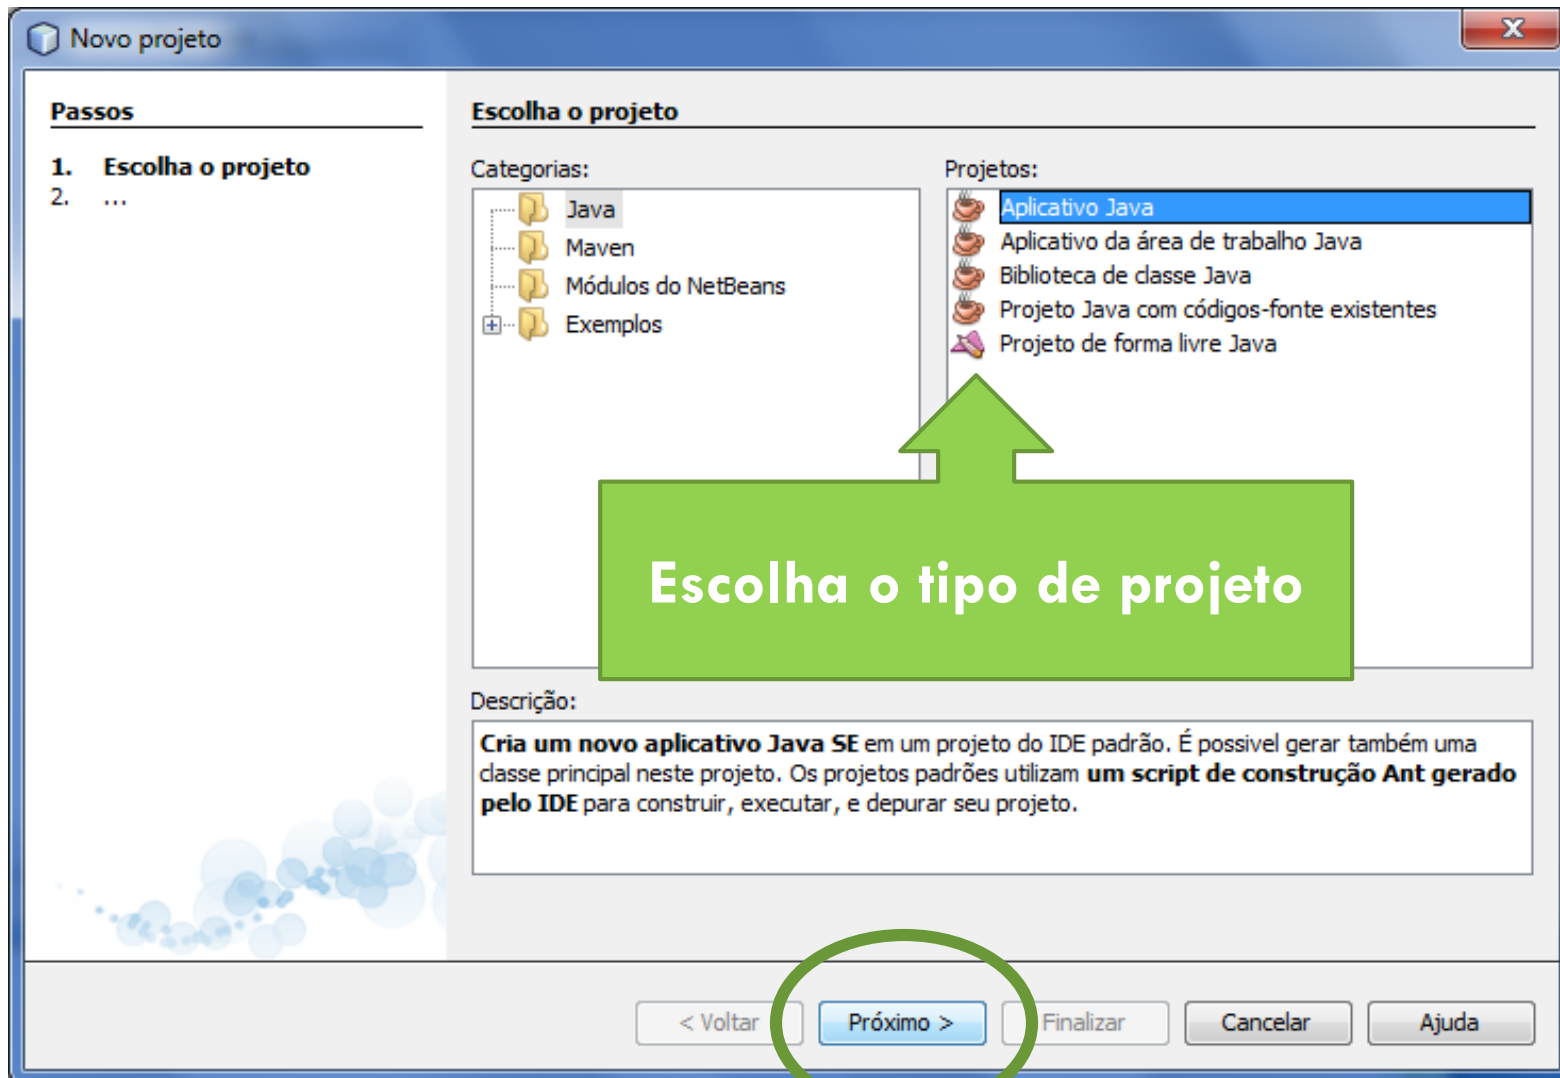 Novo projeto
Passos
1. Escolha o projeto
2. ...
Escolha o projeto
Categorias:
Java
Maven
Módulos do NetBeans
Exemplos
Projetos:
Aplicativo Java
Aplicativo da área de trabalho Java
Biblioteca de classe Java
Projeto Java com códigos-fonte existentes
Projeto de forma livre Java
Escolha o tipo de projeto
Descrição:
Cria um novo aplicativo Java SE em um projeto do IDE padrão. É possivel gerar também uma
classe principal neste projeto. Os projetos padrões utilizam um script de construção Ant gerado
pelo IDE para construir, executar, e depurar seu projeto.
< Voltar
Próximo >
Finalizar
Cancelar
Ajuda